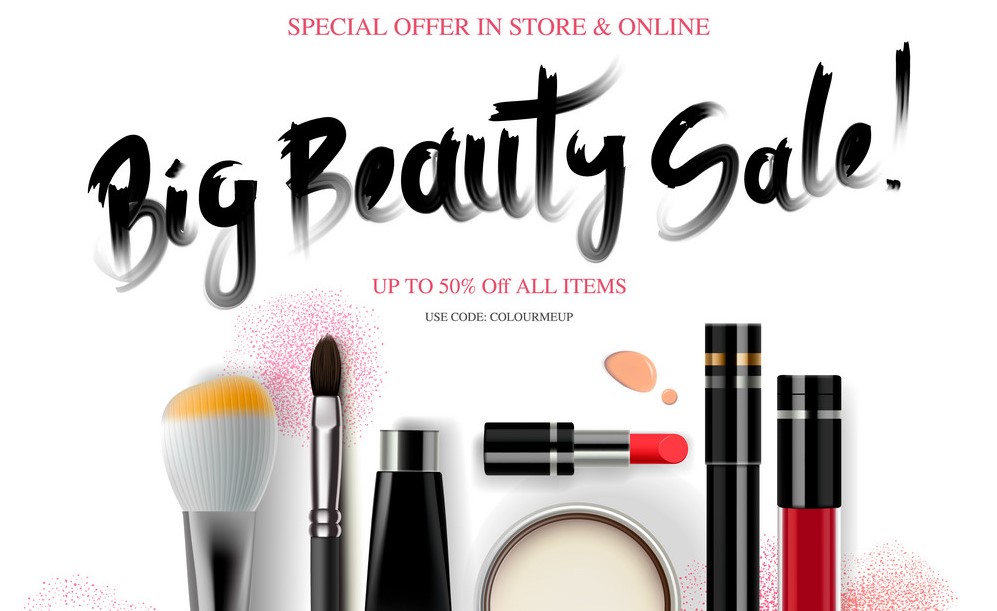 SPECIAL OFFER IN STORE & ONLINE
Big Beauty Sale!
UP TO 50% Off ALL ITEMS
USE CODE: COLOURMEUP